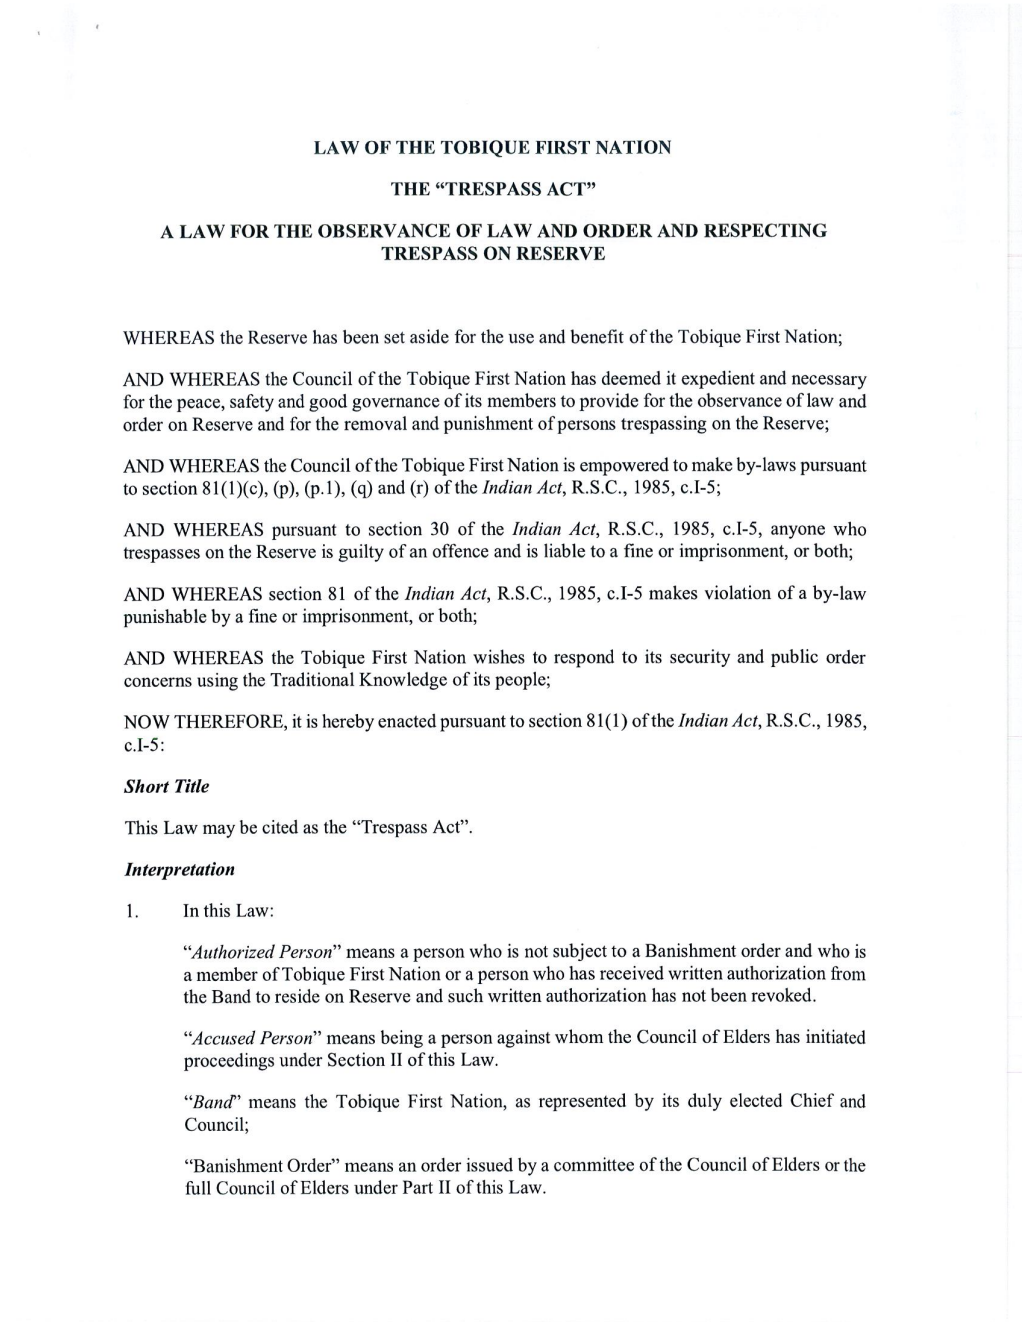 LAW OF THE TOBIQUE FIRST NATION
THE “TRESPASS ACT”
A LAW FOR THE OBSERVANCE OF LAW AND ORDER AND RESPECTING
TRESPASS ON RESERVE
WHEREAS the Reserve has been set aside for the use and benefit of the Tobique First Nation;
AND WHEREAS the Council of the Tobique First Nation has deemed it expedient and necessary
for the peace, safety and good governance of its members to provide for the observance of law and
order on Reserve and for the removal and punishment of persons trespassing on the Reserve;
AND WHEREAS the Council of the Tobique First Nation is empowered to make by-laws pursuant
to section 81(1)(c), (p), (p.1), (q) and (r) of the Indian Act, R.S.C., 1985, c.I-5;
AND WHEREAS pursuant to section 30 of the Indian Act, R.S.C., 1985, c.I-5, anyone who
trespasses on the Reserve is guilty of an offence and is liable to a fine or imprisonment, or both;
AND WHEREAS section 81 of the Indian Act, R.S.C., 1985, c.I-5 makes violation of a by-law
punishable by a fine or imprisonment, or both;
AND WHEREAS the Tobique First Nation wishes to respond to its security and public order
concerns using the Traditional Knowledge of its people;
NOW THEREFORE, it is hereby enacted pursuant to section 81(1) of the Indian Act, R.S.C., 1985,
c.I-5:
Short Title
This Law may be cited as the “Trespass Act”.
Interpretation
1. In this Law:
“Authorized Person” means a person who is not subject to a Banishment order and who is
a member of Tobique First Nation or a person who has received written authorization from
the Band to reside on Reserve and such written authorization has not been revoked.
“Accused Person” means being a person against whom the Council of Elders has initiated
proceedings under Section II of this Law.
“Band” means the Tobique First Nation, as represented by its duly elected Chief and
Council;
“Banishment Order” means an order issued by a committee of the Council of Elders or the
full Council of Elders under Part II of this Law.